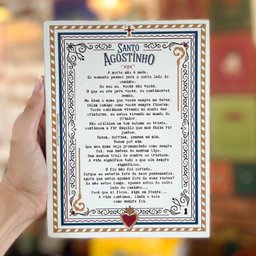 SANTO
AGOSTINHO
A morte não é nada.
Eu somente passei para o outro lado do
caminho.
Eu sou eu, vocês são vocês.
O que eu era para vocês, eu continuarei
sendo.
Me deem o nome que vocês sempre me deram,
falem comigo como vocês sempre fizeram.
Vocês continuam vivendo no mundo das
criaturas, eu estou vivendo no mundo do
Criador.
Não utilizem um tom solene ou triste,
continuem a rir daquilo que nos fazia rir
juntos.
Rezem, sorriam, pensem em mim.
Rezem por mim.
Que meu nome seja pronunciado como sempre
foi, sem ênfase de nenhum tipo.
Sem nenhum traço de sombra ou tristeza.
A vida significa tudo o que ela sempre
significou.
O fio não foi cortado.
Porque eu estaria fora de seus pensamentos,
agora que estou apenas fora de suas vistas?
Eu não estou longe, apenas estou do outro
lado do caminho...
Você que aí ficou, siga em frente...
A vida continua, linda e bela
como sempre foi.